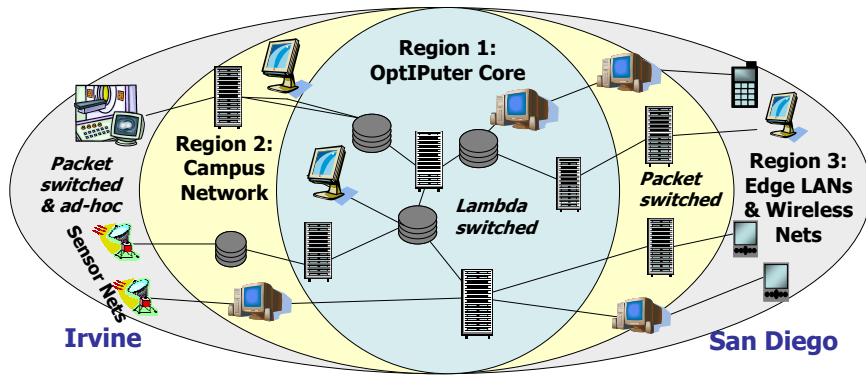 Region 1:
OptIPuter Core
Region 2:
Campus
Network
Packet
switched
& ad-hoc
Lambda
switched
Packet
switched
Region 3:
Edge LANs
& Wireless
Nets
Sensor Nets
Irvine
San Diego